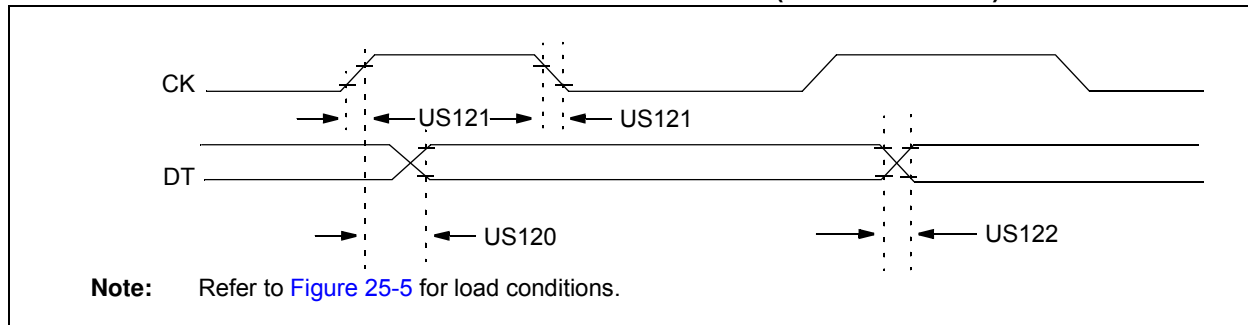 CK
US121 US121
DT
US120 US122
Note: Refer to Figure 25-5 for load conditions.